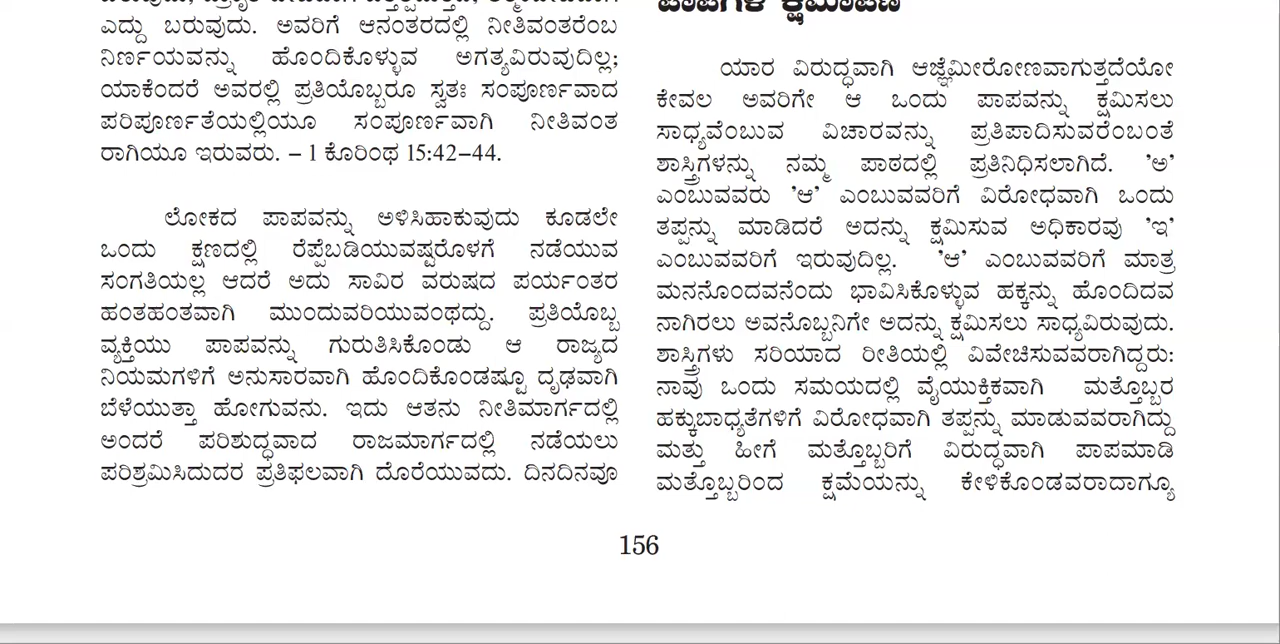 ಎದ್ದು ಬರುವುದು. ಅವರಿಗೆ ಆನಂತರದಲ್ಲಿ ನೀತಿವಂತರೆಂಬ
ನಿರ್ಣಯವನ್ನು ಹೊಂದಿಕೊಳ್ಳುವ ಅಗತ್ಯವಿರುವುದಿಲ್ಲ;
ಯಾಕೆಂದರೆ ಅವರಲ್ಲಿ ಪ್ರತಿಯೊಬ್ಬರೂ ಸ್ವತಃ ಸಂಪೂರ್ಣವಾದ
ಪರಿಪೂರ್ಣತೆಯಲ್ಲಿಯೂ ಸಂಪೂರ್ಣವಾಗಿ ನೀತಿವಂತ
ರಾಗಿಯೂ ಇರುವರು. – 1 ಕೊರಿಂಥ 15:42–44.
ಲೋಕದ ಪಾಪವನ್ನು ಅಳಿಸಿಹಾಕುವುದು ಕೂಡಲೇ
ಒಂದು ಕ್ಷಣದಲ್ಲಿ ರೆಪ್ಪೆಬಡಿಯುವಷ್ಟರೊಳಗೆ ನಡೆಯುವ
ಸಂಗತಿಯಲ್ಲ ಆದರೆ ಅದು ಸಾವಿರ ವರುಷದ ಪರ್ಯಂತರ
ಹಂತಹಂತವಾಗಿ ಮುಂದುವರಿಯುವಂಥದ್ದು. ಪ್ರತಿಯೊಬ್ಬ
ವ್ಯಕ್ತಿಯು ಪಾಪವನ್ನು ಗುರುತಿಸಿಕೊಂಡು ಆ ರಾಜ್ಯದ
ನಿಯಮಗಳಿಗೆ ಅನುಸಾರವಾಗಿ ಹೊಂದಿಕೊಂಡಷ್ಟೂ ದೃಢವಾಗಿ
ಬೆಳೆಯುತ್ತಾ ಹೋಗುವನು. ಇದು ಆತನು ನೀತಿಮಾರ್ಗದಲ್ಲಿ
ಅಂದರೆ ಪರಿಶುದ್ಧವಾದ ರಾಜಮಾರ್ಗದಲ್ಲಿ ನಡೆಯಲು
ಪರಿಶ್ರಮಿಸಿದುದರ ಪ್ರತಿಫಲವಾಗಿ ದೊರೆಯುವದು. ದಿನದಿನವೂ
ಪಾಪಗಳ ಕ್ಷಮಾಪಣೆ
ಯಾರ ವಿರುದ್ಧವಾಗಿ ಆಜ್ಞೆಮೀರೋಣವಾಗುತ್ತದೆಯೋ
ಕೇವಲ ಅವರಿಗೇ ಆ ಒಂದು ಪಾಪವನ್ನು ಕ್ಷಮಿಸಲು
ಸಾಧ್ಯವೆಂಬುವ ವಿಚಾರವನ್ನು ಪ್ರತಿಪಾದಿಸುವರೆಂಬಂತೆ
ಶಾಸ್ತ್ರಿಗಳನ್ನು ನಮ್ಮ ಪಾಠದಲ್ಲಿ ಪ್ರತಿನಿಧಿಸಲಾಗಿದೆ. 'ಅ'
ಎಂಬುವವರು 'ಆ' ಎಂಬುವವರಿಗೆ ವಿರೋಧವಾಗಿ ಒಂದು
ತಪ್ಪನ್ನು ಮಾಡಿದರೆ ಅದನ್ನು ಕ್ಷಮಿಸುವ ಅಧಿಕಾರವು 'ಇ'
ಎಂಬುವವರಿಗೆ ಇರುವುದಿಲ್ಲ. 'ಆ' ಎಂಬುವವರಿಗೆ ಮಾತ್ರ
ಮನನೊಂದವನೆಂದು ಭಾವಿಸಿಕೊಳ್ಳುವ ಹಕ್ಕನ್ನು ಹೊಂದಿದವ
ನಾಗಿರಲು ಅವನೊಬ್ಬನಿಗೇ ಅದನ್ನು ಕ್ಷಮಿಸಲು ಸಾಧ್ಯವಿರುವುದು.
ಶಾಸ್ತ್ರಿಗಳು ಸರಿಯಾದ ರೀತಿಯಲ್ಲಿ ವಿವೇಚಿಸುವವರಾಗಿದ್ದರು:
ನಾವು ಒಂದು ಸಮಯದಲ್ಲಿ ವೈಯುಕ್ತಿಕವಾಗಿ ಮತ್ತೊಬ್ಬರ
ಹಕ್ಕುಬಾಧ್ಯತೆಗಳಿಗೆ ವಿರೋಧವಾಗಿ ತಪ್ಪನ್ನು ಮಾಡುವವರಾಗಿದ್ದು
ಮತ್ತು ಹೀಗೆ ಮತ್ತೊಬ್ಬರಿಗೆ ವಿರುದ್ಧವಾಗಿ ಪಾಪಮಾಡಿ
ಮತ್ತೊಬ್ಬರಿಂದ ಕ್ಷಮೆಯನ್ನು ಕೇಳಿಕೊಂಡವರಾದಾಗ್ಯೂ
156